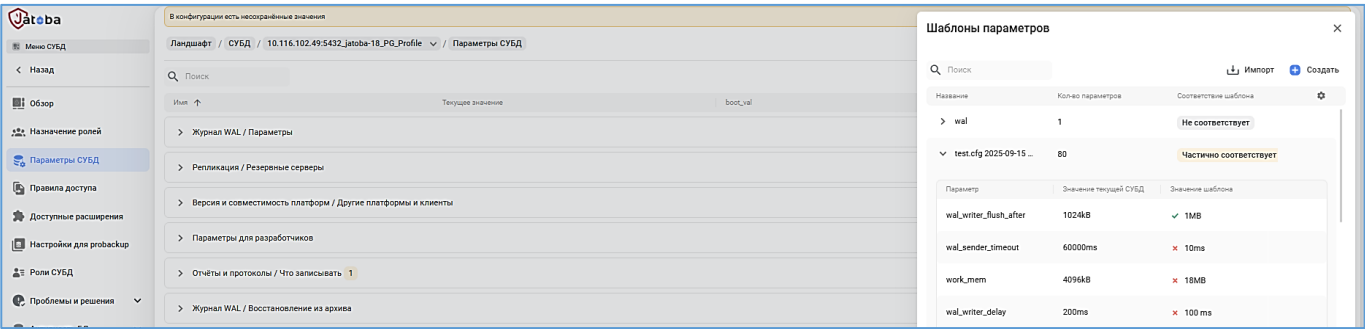 Jatoba
В конфигурации есть несохранённые значения
Меню СУБД
Ландшафт / СУБД / 10.116.102.49:5432_jatoba-18_PG_Profile / Параметры СУБД
Назад
Поиск
Обзор
Имя ↑ Текущее значение boot_val
Назначение ролей
Журнал WAL / Параметры
Параметры СУБД
Репликация / Резервные серверы
Правила доступа
Версия и совместимость платформ / Другие платформы и клиенты
Доступные расширения
Параметры для разработчиков
Настройки для probackup
Отчёты и протоколы / Что записывать 1
Роли СУБД
Проблемы и решения
Журнал WAL / Восстановление из архива
Шаблоны параметров
Поиск
Импорт
Создать
Название Кол-во параметров Соответствие шаблона
wal 1 Не соответствует
test.cfg 2025-09-15 ... 80 Частично соответствует
Параметр Значение текущей СУБД Значение шаблона
wal_writer_flush_after 1024kB 1MB
wal_sender_timeout 60000ms 10ms
work_mem 4096kB 18MB
wal_writer_delay 200ms 100 ms